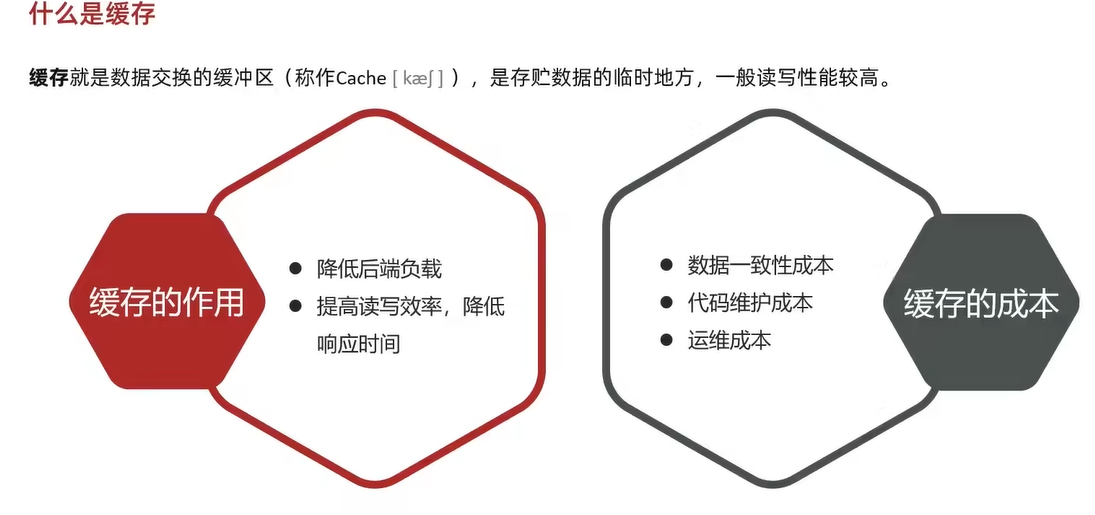 什么是缓存
缓存就是数据交换的缓冲区（称作Cache [ kæʃ ] ），是存贮数据的临时地方，一般读写性能较高。
缓存的作用
● 降低后端负载
● 提高读写效率，降低
响应时间
● 数据一致性成本
● 代码维护成本
● 运维成本
缓存的成本